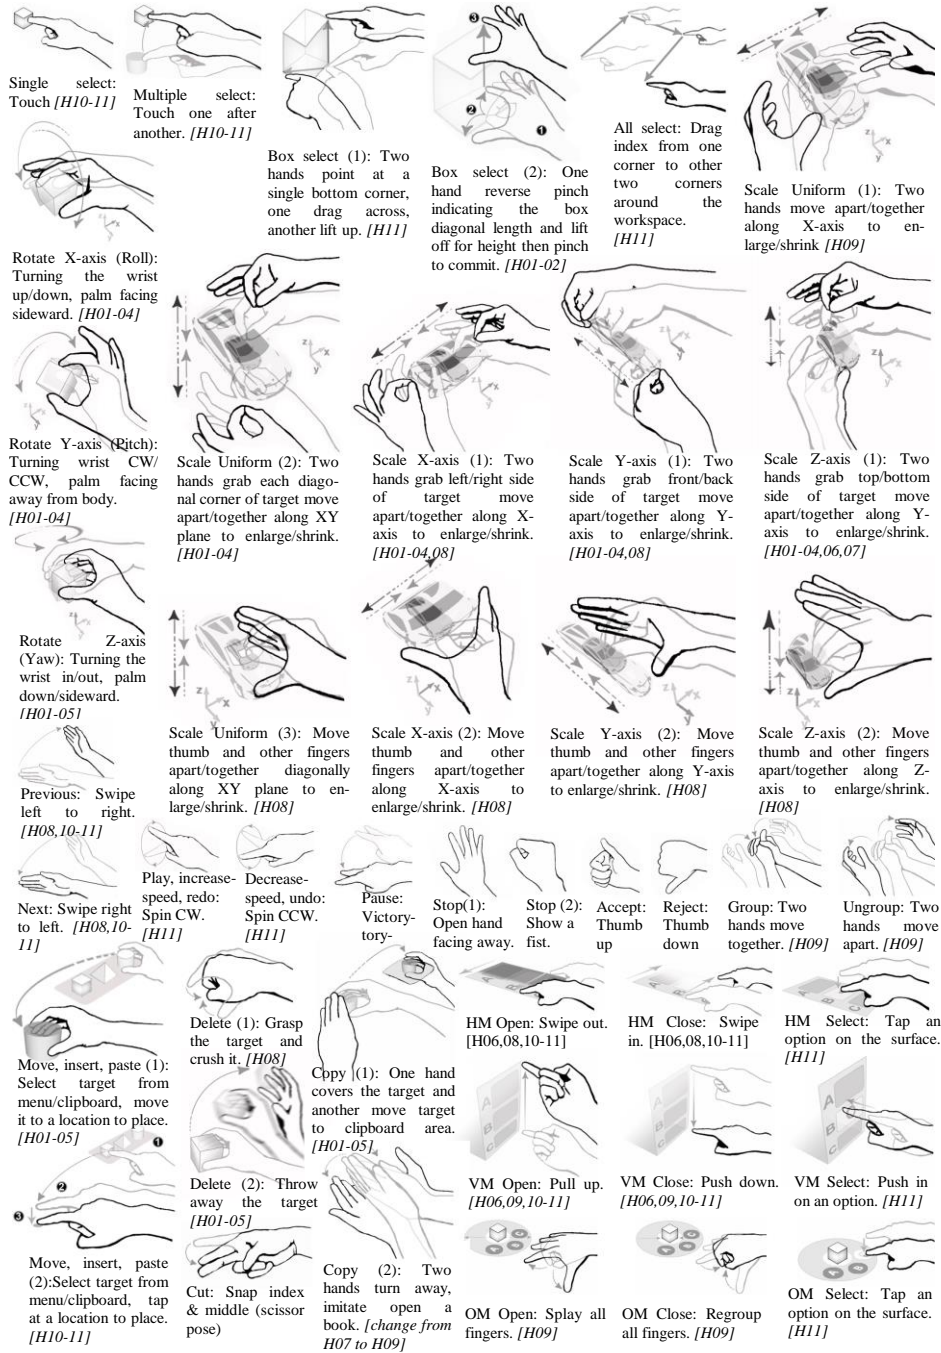 Single select:
Touch [H10-11]
Multiple select:
Touch one after
another. [H10-11]
Box select (1): Two
hands point at a
single bottom corner,
one drag across,
another lift up. [H11]
Box select (2): One
hand reverse pinch
indicating the box
diagonal length and lift
off for height then pinch
to commit. [H01-02]
All select: Drag
index from one
corner to other
two corners
around the
workspace.
[H11]
Scale Uniform (1): Two
hands move apart/together
along X-axis to en-
large/shrink [H09]
Rotate X-axis (Roll):
Turning the wrist
up/down, palm facing
sideward. [H01-04]
Rotate Y-axis (Pitch):
Turning wrist CW/
CCW, palm facing
away from body.
[H01-04]
Scale Uniform (2): Two
hands grab each diago-
nal corner of target move
apart/together along XY
plane to enlarge/shrink.
[H01-04]
Scale X-axis (1): Two
hands grab left/right side
of target move
apart/together along X-
axis to enlarge/shrink.
[H01-04,08]
Scale Y-axis (1): Two
hands grab front/back
side of target move
apart/together along Y-
axis to enlarge/shrink.
[H01-04,08]
Scale Z-axis (1): Two
hands grab top/bottom
side of target move
apart/together along Y-
axis to enlarge/shrink.
[H01-04,06,07]
Rotate Z-axis
(Yaw): Turning the
wrist in/out, palm
down/sideward.
[H01-05]
Scale Uniform (3): Move
thumb and other fingers
apart/together diagonally
along XY plane to en-
large/shrink. [H08]
Scale X-axis (2): Move
thumb and other
fingers apart/together
along X-axis to
enlarge/shrink. [H08]
Scale Y-axis (2): Move
thumb and other fingers
apart/together along Y-axis
to enlarge/shrink. [H08]
Scale Z-axis (2): Move
thumb and other fingers
apart/together along Z-
axis to enlarge/shrink.
[H08]
Previous: Swipe
left to right.
[H08,10-11]
Next: Swipe right
to left. [H08,10-
11]
Play, increase-
speed, redo:
Spin CW.
[H11]
Decrease-
speed, undo:
Spin CCW.
[H11]
Pause:
Victory-
tory-
Stop(1):
Open hand
facing away.
Stop (2):
Show a
fist.
Accept:
Thumb
up
Reject:
Thumb
down
Group: Two
hands move
together. [H09]
Ungroup: Two
hands move
apart. [H09]
Move, insert, paste (1):
Select target from
menu/clipboard, move
it to a location to place.
[H01-05]
Delete (1): Grasp
the target and
crush it. [H08]
Copy (1): One hand
covers the target and
another move target
to clipboard area.
[H01-05]
HM Open: Swipe out.
[H06,08,10-11]
HM Close: Swipe
in. [H06,08,10-11]
HM Select: Tap an
option on the surface.
[H11]
Move, insert, paste
(2):Select target from
menu/clipboard, tap
at a location to place.
[H10-11]
Delete (2): Throw
away the target
[H01-05]
Cut: Snap index
& middle (scissor
pose)
Copy (2): Two
hands turn away,
imitate open a
book. [change from
H07 to H09]
VM Open: Pull up.
[H06,09,10-11]
VM Close: Push down.
[H06,09,10-11]
VM Select: Push in
on an option. [H11]
OM Open: Splay all
fingers. [H09]
OM Close: Regroup
all fingers. [H09]
OM Select: Tap an
option on the surface.
[H11]